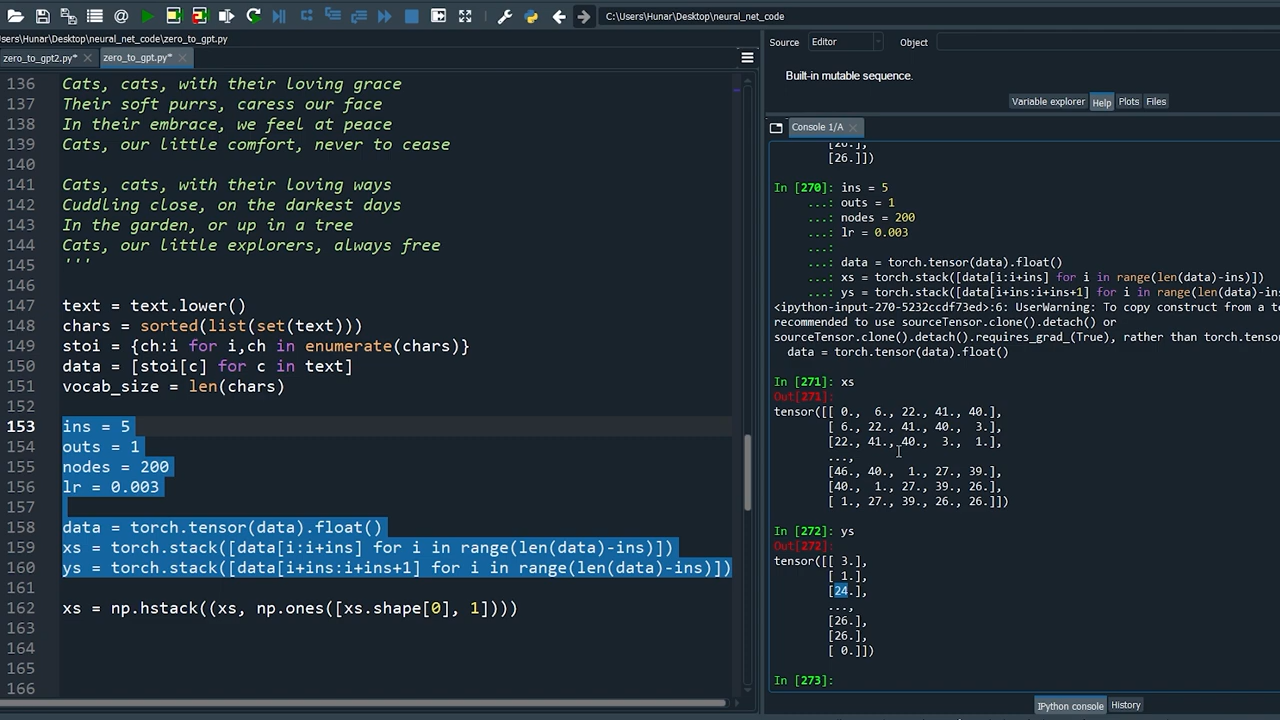 C:\Users\Hunar\Desktop\neural_net_code
sers\Hunar\Desktop\neural_net_code\zero_to_gpt.py
zero_to_gpt2.py*
zero_to_gpt.py*
136 Cats, cats, with their loving grace
137 Their soft purrs, caress our face
138 In their embrace, we feel at peace
139 Cats, our little comfort, never to cease
140
141 Cats, cats, with their loving ways
142 Cuddling close, on the darkest days
143 In the garden, or up in a tree
144 Cats, our little explorers, always free
145 '''
146
147 text = text.lower()
148 chars = sorted(list(set(text)))
149 stoi = {ch:i for i,ch in enumerate(chars)}
150 data = [stoi[c] for c in text]
151 vocab_size = len(chars)
152
153 ins = 5
154 outs = 1
155 nodes = 200
156 lr = 0.003
157
158 data = torch.tensor(data).float()
159 xs = torch.stack([data[i:i+ins] for i in range(len(data)-ins)])
160 ys = torch.stack([data[i+ins:i+ins+1] for i in range(len(data)-ins)])
161
162 xs = np.hstack((xs, np.ones([xs.shape[0], 1])))
163
164
165
166
Source Editor Object
Built-in mutable sequence.
Variable explorer Help Plots Files
Console 1/A
[26.],
[26.]])
In [270]: ins = 5
...: outs = 1
...: nodes = 200
...: lr = 0.003
...:
...: data = torch.tensor(data).float()
...: xs = torch.stack([data[i:i+ins] for i in range(len(data)-ins)])
...: ys = torch.stack([data[i+ins:i+ins+1] for i in range(len(data)-ins
<ipython-input-270-5232ccdf73ed>:6: UserWarning: To copy construct from a te
recommended to use sourceTensor.clone().detach() or
sourceTensor.clone().detach().requires_grad_(True), rather than torch.tensor
data = torch.tensor(data).float()
In [271]: xs
Out[271]:
tensor([[ 0., 6., 22., 41., 40.],
[ 6., 22., 41., 40., 3.],
[22., 41., 40., 3., 1.],
...,
[46., 40., 1., 27., 39.],
[40., 1., 27., 39., 26.],
[ 1., 27., 39., 26., 26.]])
In [272]: ys
Out[272]:
tensor([[ 3.],
[ 1.],
[24.],
...,
[26.],
[26.],
[ 0.]])
In [273]:
IPython console History